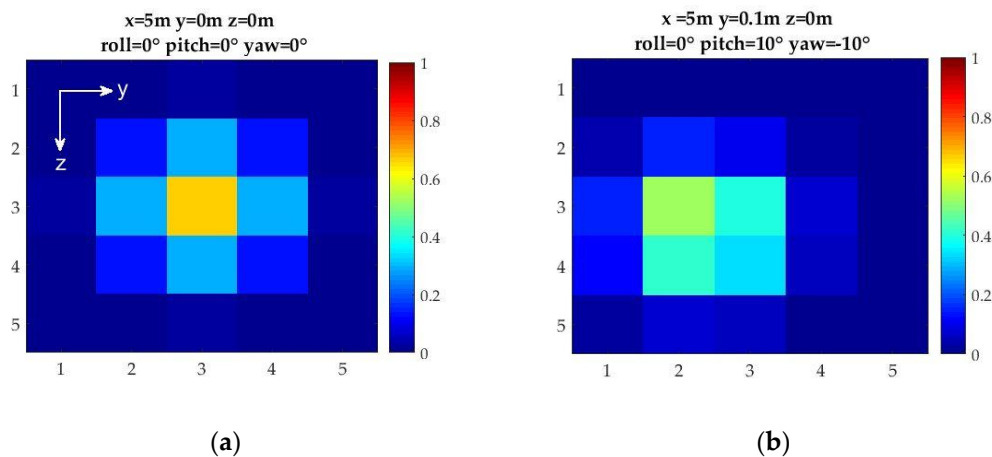 x=5m y=0m z=0m
roll=0° pitch=0° yaw=0°
1
2
3
4
5
y
z
1 2 3 4 5
1
0.8
0.6
0.4
0.2
0
(a)
x =5m y=0.1m z=0m
roll=0° pitch=10° yaw=-10°
1
2
3
4
5
1 2 3 4 5
1
0.8
0.6
0.4
0.2
0
(b)